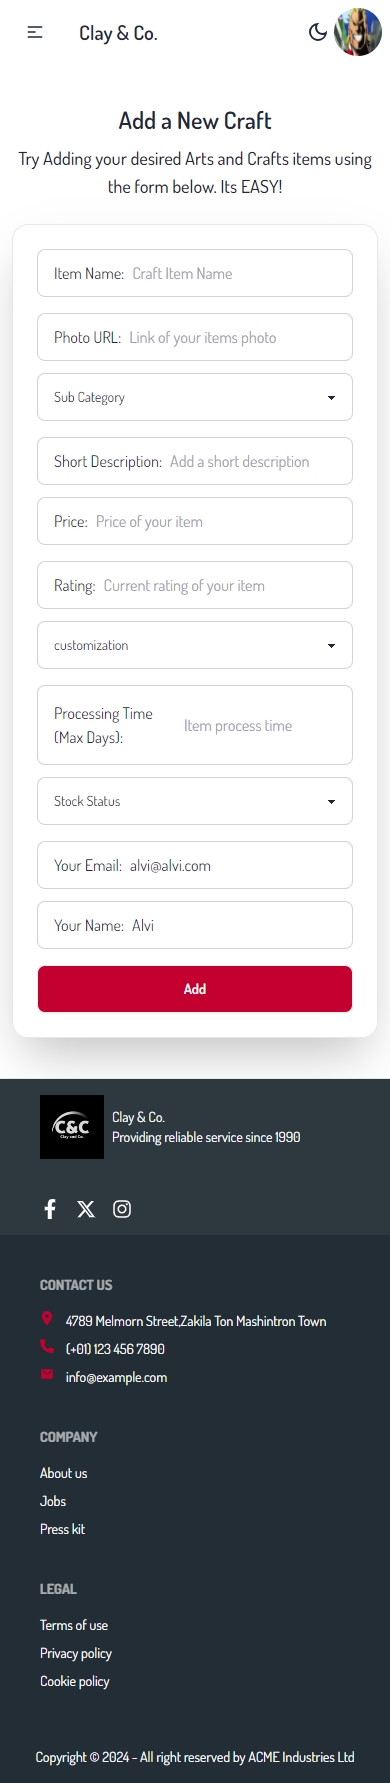 Clay & Co.
Add a New Craft
Try Adding your desired Arts and Crafts items using
the form below. Its EASY!
Item Name: Craft Item Name
Photo URL: Link of your items photo
Sub Category
Short Description: Add a short description
Price: Price of your item
Rating: Current rating of your item
customization
Processing Time
(Max Days):
Item process time
Stock Status
Your Email: alvi@alvi.com
Your Name: Alvi
Add
C&C
Clay and Co.
Clay & Co.
Providing reliable service since 1990
CONTACT US
4789 Melmorn Street,Zakila Ton Mashintron Town
(+01) 123 456 7890
info@example.com
COMPANY
About us
Jobs
Press kit
LEGAL
Terms of use
Privacy policy
Cookie policy
Copyright © 2024 - All right reserved by ACME Industries Ltd